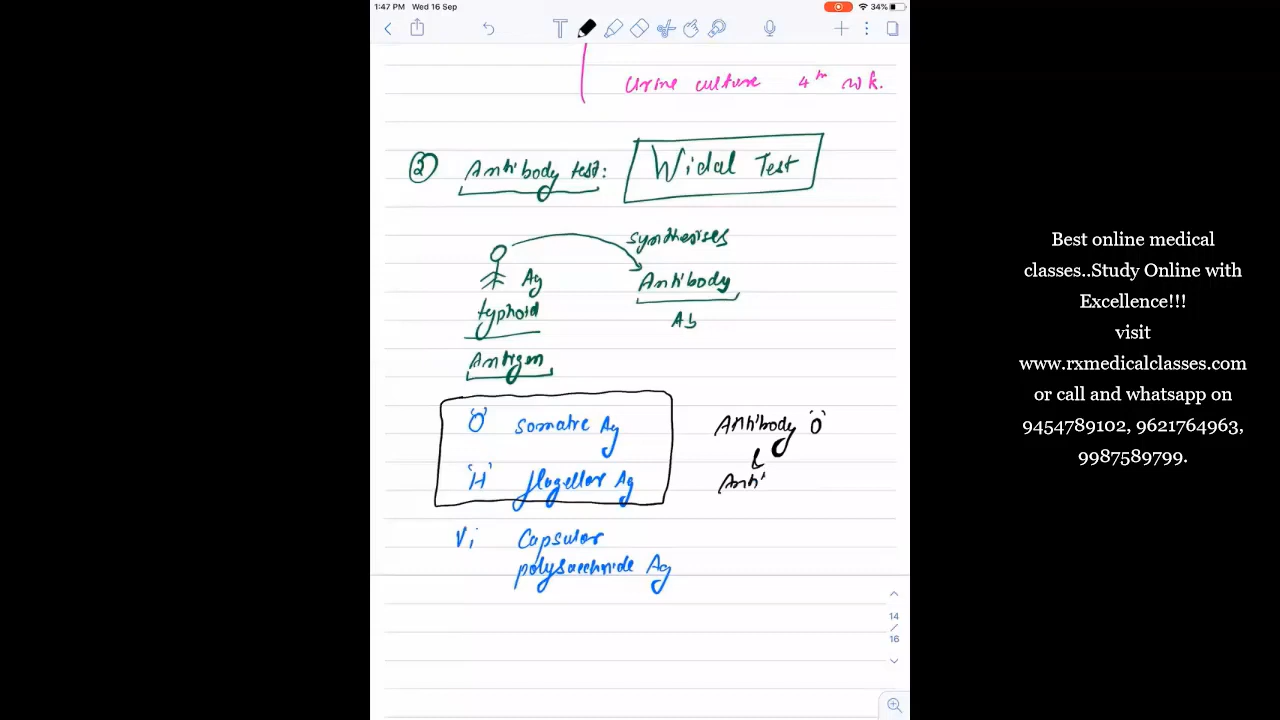 1:47 PM Wed 16 Sep
34%
T
Urine culture 4th wk.
② Antibody test: Widal Test
synthesises
Ag Antibody
typhoid
Ab
Antigen
'O' somatic Ag Antibody 'O'
&
'H' flagellar Ag Anti
Vi Capsular
polysaccharide Ag
14
/
16
Best online medical
classes..Study Online with
Excellence!!!
visit
www.rxmedicalclasses.com
or call and whatsapp on
9454789102, 9621764963,
9987589799.